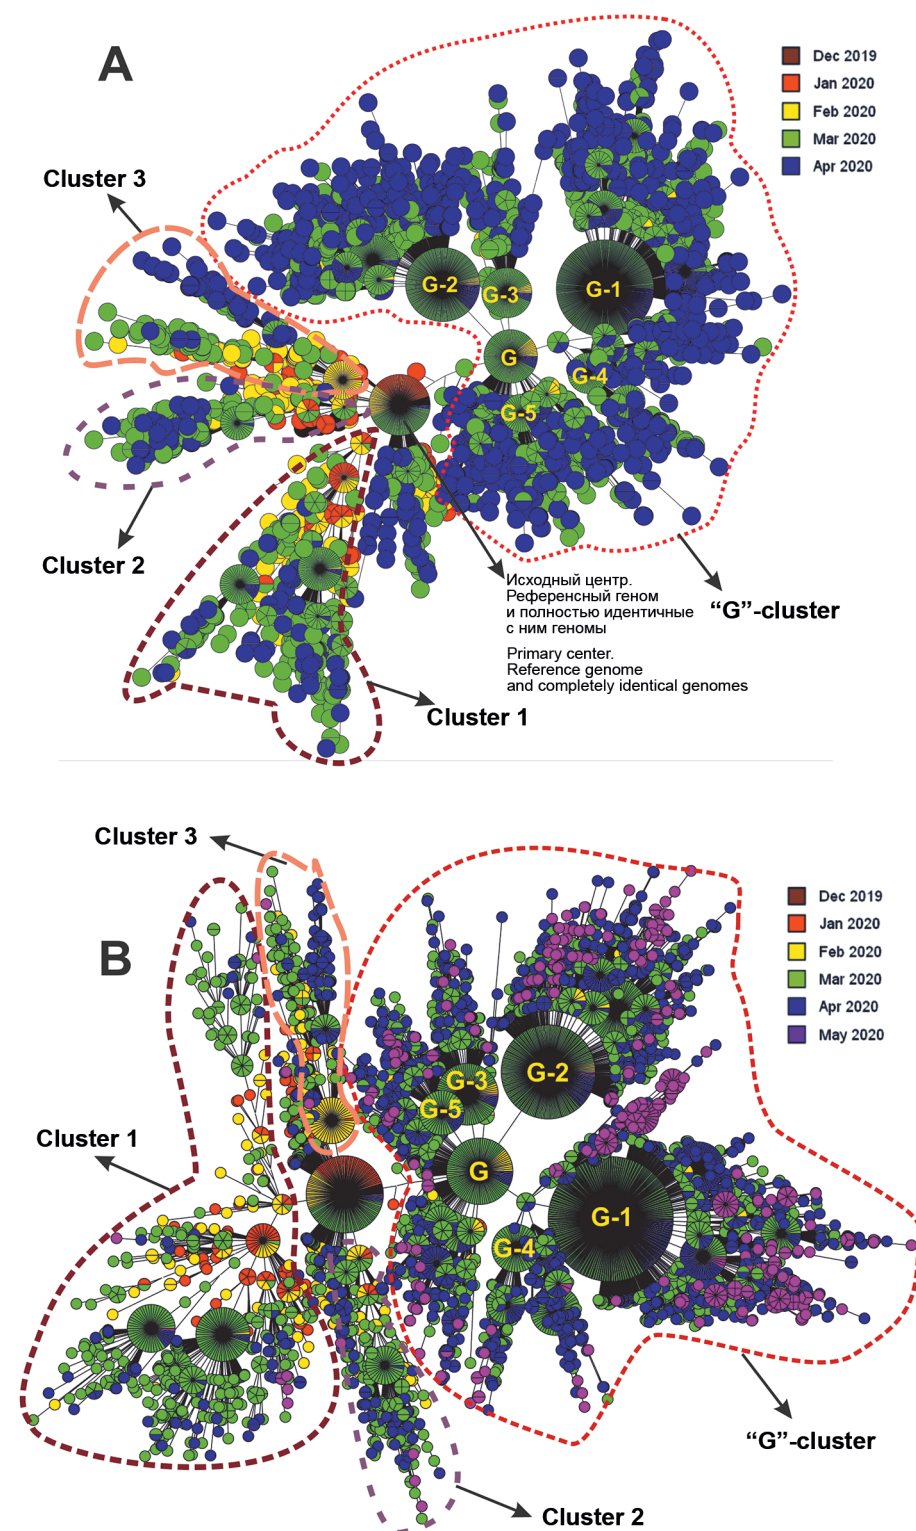 A
Dec 2019
Jan 2020
Feb 2020
Mar 2020
Apr 2020
Cluster 3
G-2
G-3
G-1
G
G-4
G-5
Cluster 2
Исходный центр.
Референсный геном
и полностью идентичные
с ним геномы
“G”-cluster
Primary center.
Reference genome
and completely identical genomes
Cluster 1
Cluster 3
Dec 2019
Jan 2020
Feb 2020
Mar 2020
Apr 2020
May 2020
B
G-3
G-2
G-5
Cluster 1
G
G-1
G-4
“G”-cluster
Cluster 2